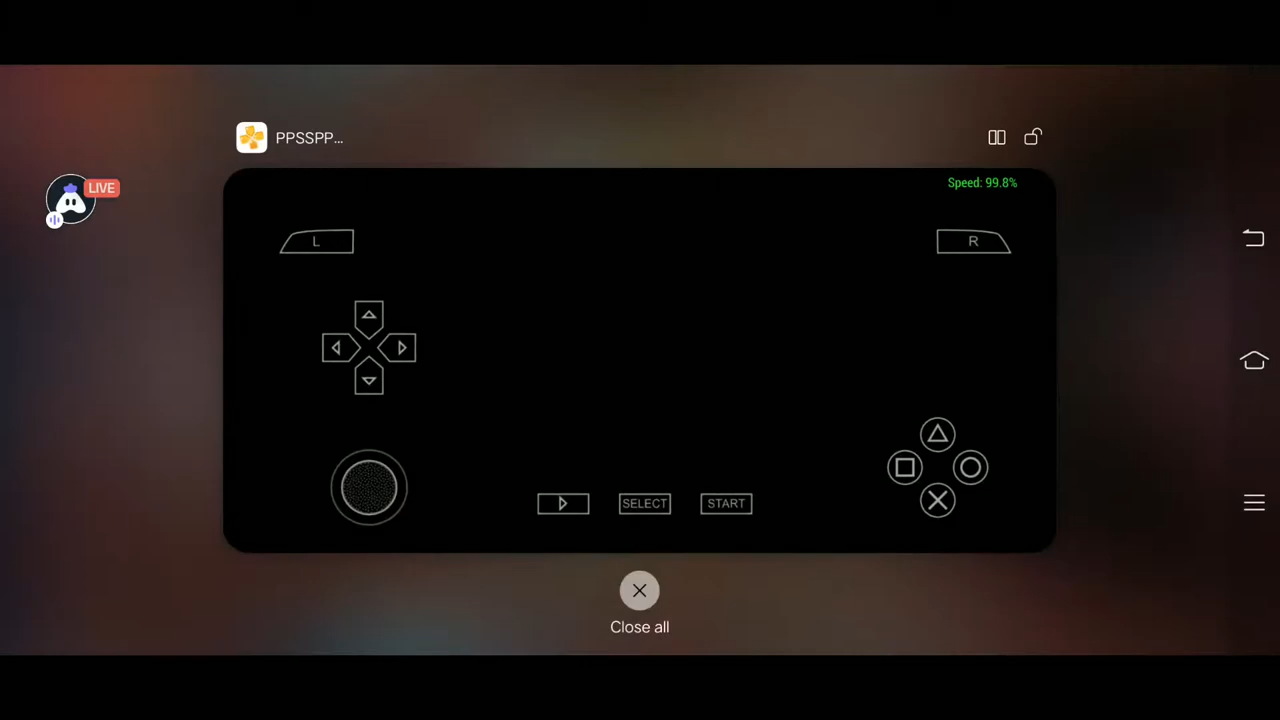 PPSSPP...
LIVE
Speed: 99.8%
L
R
SELECT
START
Close all